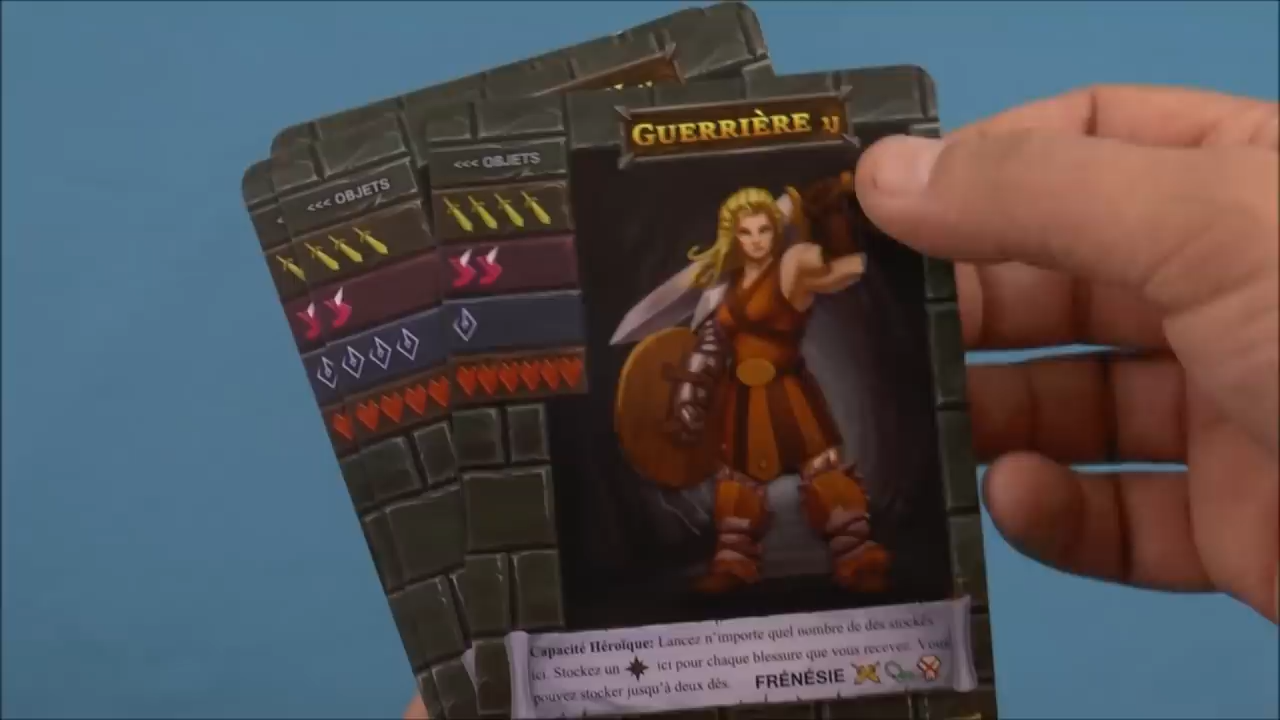 GUERRIÈRE 1J
<<< OBJETS
<<< OBJETS
Capacité Héroïque: Lancez n'importe quel nombre de dés stockés
ici. Stockez un ici pour chaque blessure que vous recevez. Vous
pouvez stocker jusqu'à deux dés. FRÉNÉSIE